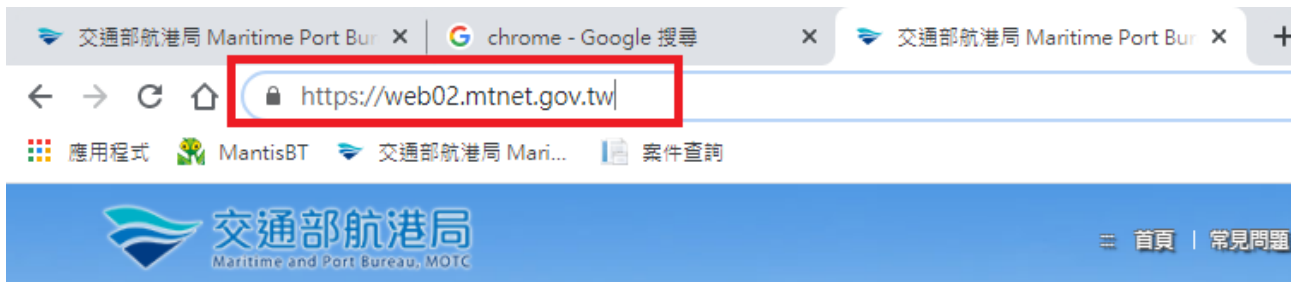 交通部航港局 Maritime Port Bur
chrome - Google 搜尋
交通部航港局 Maritime Port Bur
https://web02.mtnet.gov.tw
應用程式 MantisBT 交通部航港局 Mari... 案件查詢
交通部航港局
Maritime and Port Bureau, MOTC
::: 首頁 | 常見問題